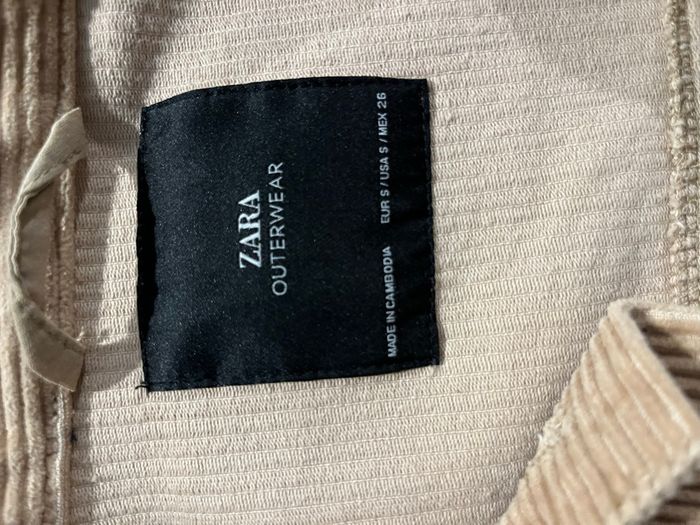 ZARA
OUTERWEAR
MADE IN CAMBODIA EUR S / USA S / MEX 26